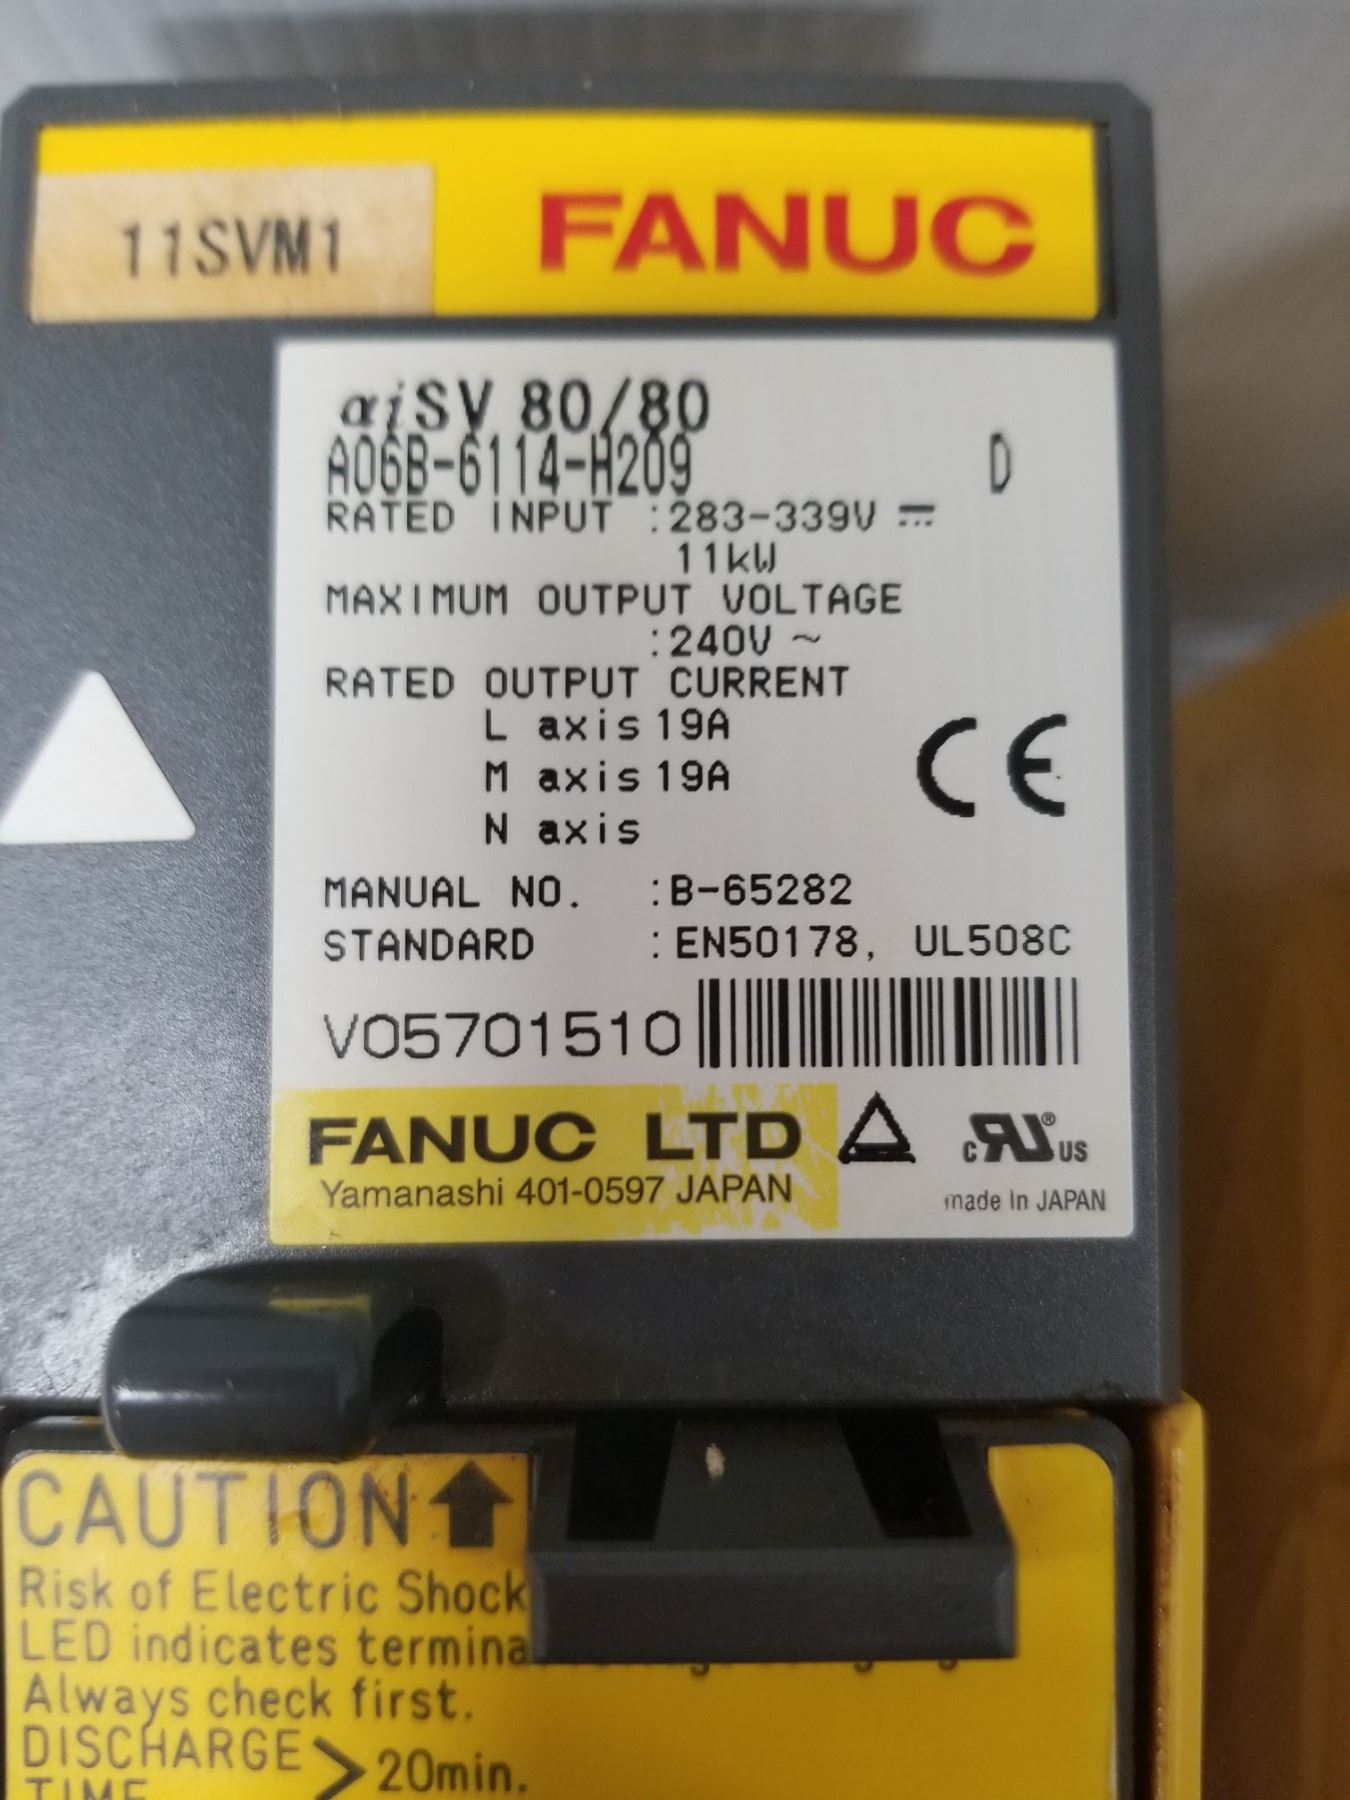 11SVM1
FANUC
αiSV 80/80
A06B-6114-H209 D
RATED INPUT :283-339V ⎓
11kW
MAXIMUM OUTPUT VOLTAGE
:240V ~
RATED OUTPUT CURRENT
L axis 19A
M axis 19A
N axis
CE
MANUAL NO. :B-65282
STANDARD :EN50178, UL508C
V05701510
FANUC LTD
Yamanashi 401-0597 JAPAN
c RU ® US
made In JAPAN
CAUTION
Risk of Electric Shock
LED indicates
Always check first.
DISCHARGE
TIME
> 20min.